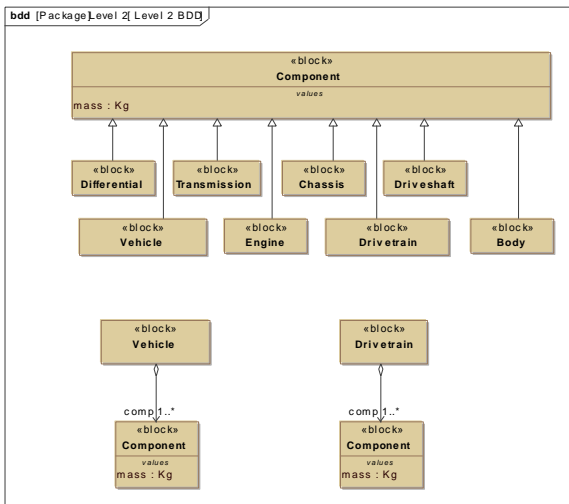 bdd [Package]Level 2[ Level 2 BDD]
«block»
Component
values
mass : Kg
«block» «block» «block» «block»
Differential Transmission Chassis Driveshaft
«block» «block» «block» «block»
Vehicle Engine Drivetrain Body
«block» «block»
Vehicle Drivetrain
comp 1..* comp 1..*
«block» «block»
Component Component
values values
mass : Kg mass : Kg